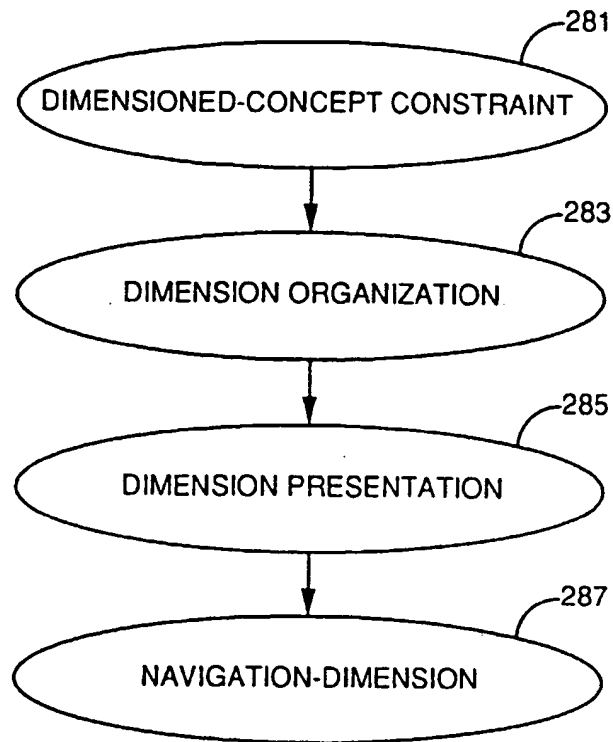 281
DIMENSIONED-CONCEPT CONSTRAINT
283
DIMENSION ORGANIZATION
285
DIMENSION PRESENTATION
287
NAVIGATION-DIMENSION